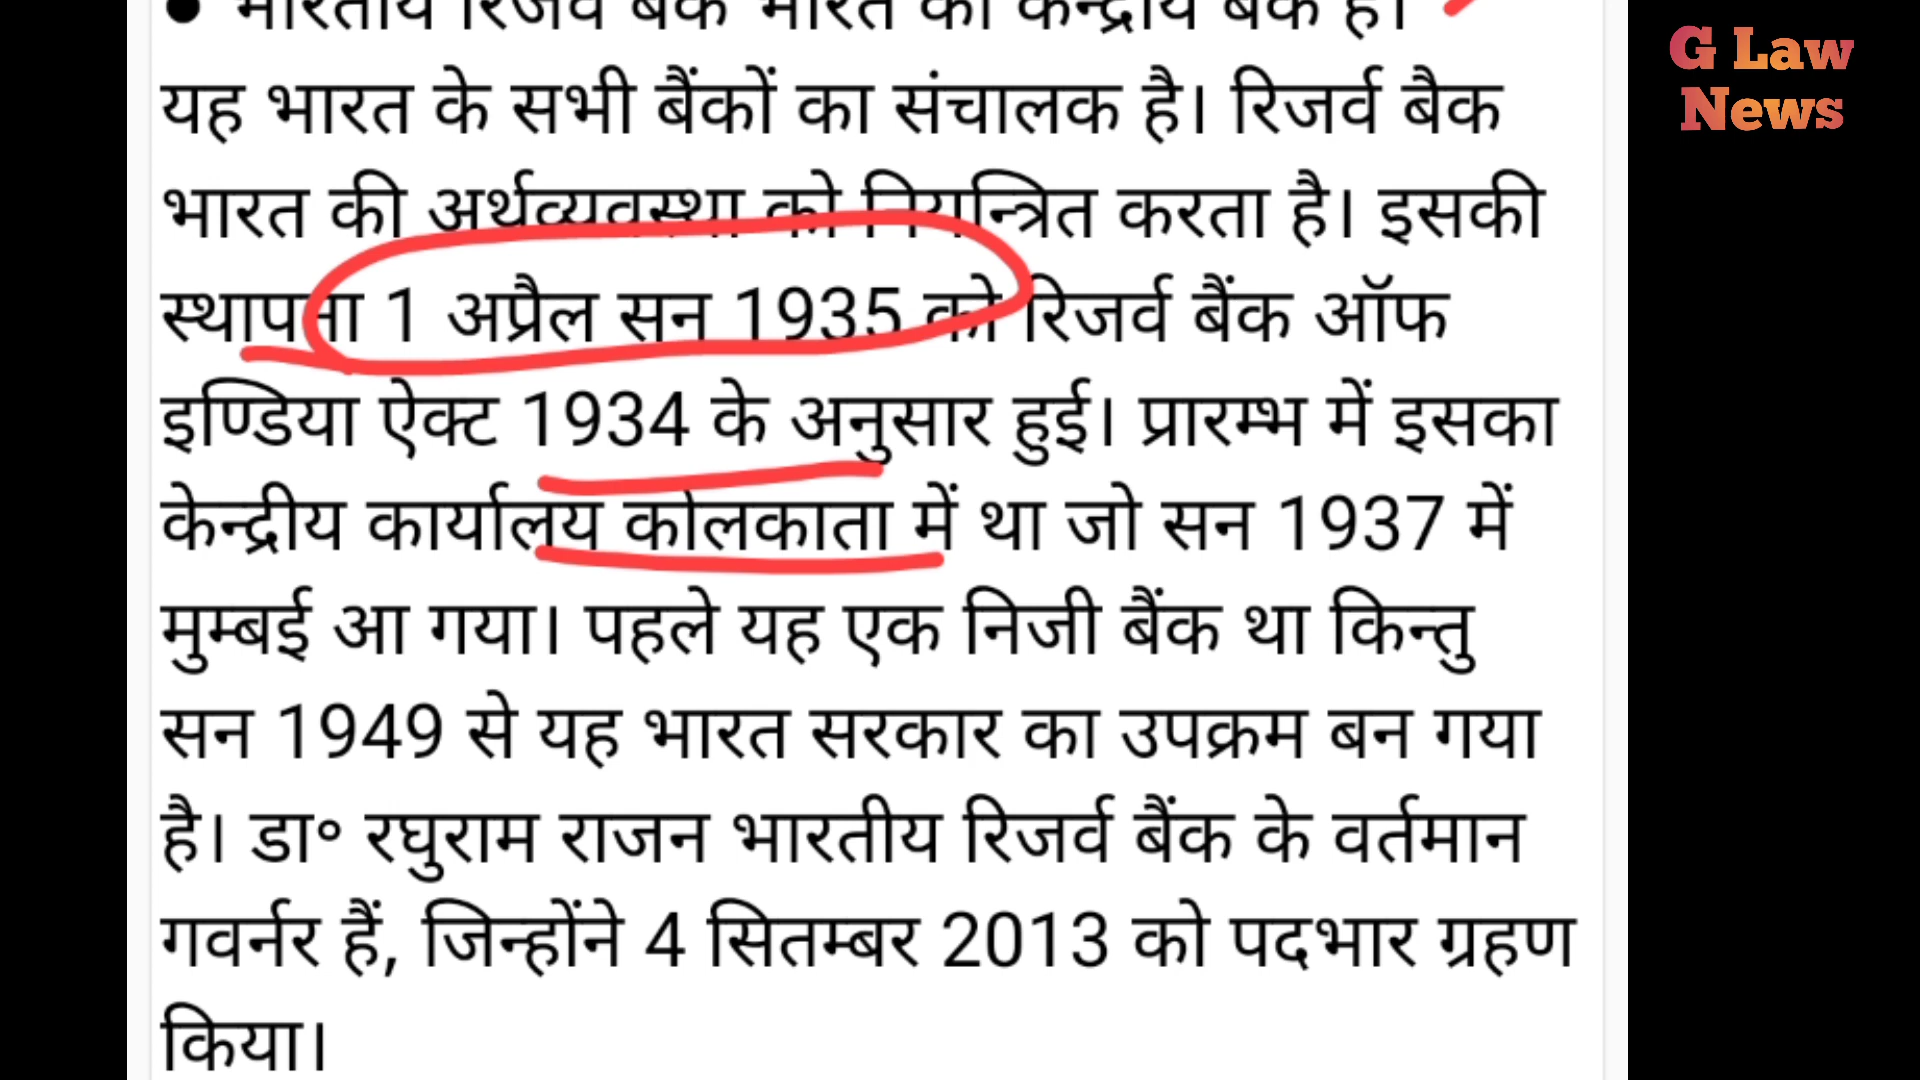 • भारतीय रिजर्व बैंक भारत का केन्द्रीय बैंक है।
यह भारत के सभी बैंकों का संचालक है। रिजर्व बैक
भारत की अर्थव्यवस्था को नियन्त्रित करता है। इसकी
स्थापना 1 अप्रैल सन 1935 को रिजर्व बैंक ऑफ
इण्डिया ऐक्ट 1934 के अनुसार हुई। प्रारम्भ में इसका
केन्द्रीय कार्यालय कोलकाता में था जो सन 1937 में
मुम्बई आ गया। पहले यह एक निजी बैंक था किन्तु
सन 1949 से यह भारत सरकार का उपक्रम बन गया
है। डा॰ रघुराम राजन भारतीय रिजर्व बैंक के वर्तमान
गवर्नर हैं, जिन्होंने 4 सितम्बर 2013 को पदभार ग्रहण
किया।
G Law
News